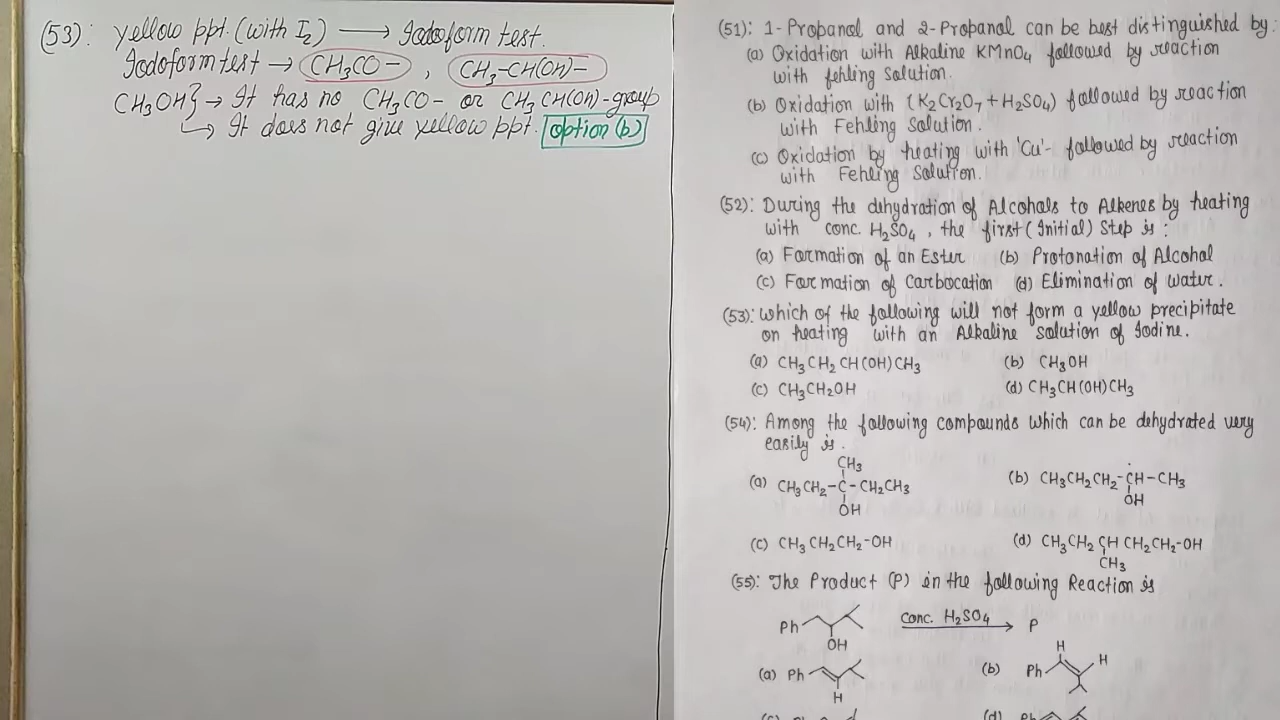 (53): Yellow ppt. (with I2) ⟶ Iodoform test.
Iodoform test → CH3CO– , CH3–CH(OH)–
CH3OH} → It has no CH3CO– or CH3CH(OH)–group
↳ It does not give yellow ppt. option (b)
(51): 1-Propanol and 2-Propanol can be best distinguished by:
(a) Oxidation with Alkaline KMnO4 followed by reaction
with fehling Solution.
(b) Oxidation with (K2Cr2O7 + H2SO4) followed by reaction
with Fehling Solution.
(c) Oxidation by heating with 'Cu'- followed by reaction
with Fehling Solution.
(52): During the dehydration of Alcohols to Alkenes by heating
with conc. H2SO4, the first (Initial) Step is :
(a) Formation of an Ester (b) Protonation of Alcohol
(c) Formation of Carbocation (d) Elimination of water.
(53): Which of the following will not form a yellow precipitate
on heating with an Alkaline solution of Iodine.
(a) CH3CH2CH(OH)CH3 (b) CH3OH
(c) CH3CH2OH (d) CH3CH(OH)CH3
(54): Among the following compounds which can be dehydrated very
easily is.
CH3
(a) CH3CH2–C–CH2CH3 (b) CH3CH2CH2–CH–CH3
OH OH
(c) CH3CH2CH2–OH (d) CH3CH2CHCH2CH2–OH
CH3
(55): The Product (P) in the following Reaction is
Ph OH conc. H2SO4 ⟶ P
(a) Ph H (b) Ph H H
(c) Ph (d) Ph